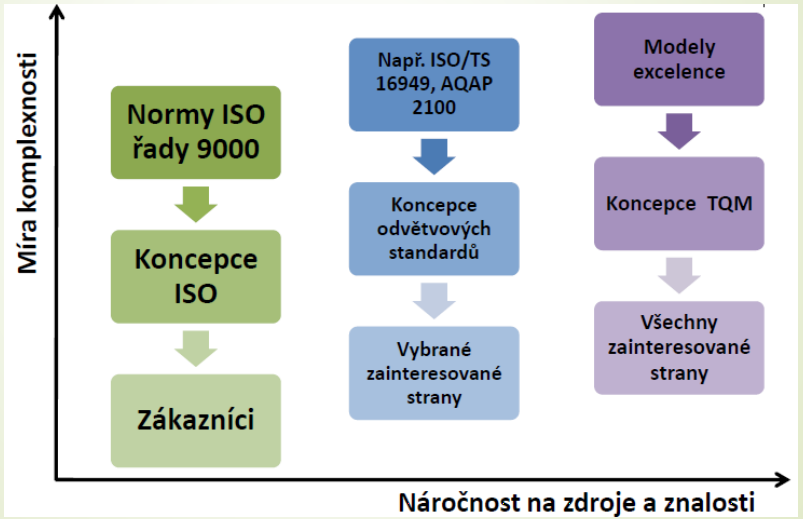 Míra komplexnosti
Normy ISO
řady 9000
Koncepce
ISO
Zákazníci
Např. ISO/TS
16949, AQAP
2100
Koncepce
odvětvových
standardů
Vybrané
zainteresované
strany
Modely
excelence
Koncepce TQM
Všechny
zainteresované
strany
Náročnost na zdroje a znalosti